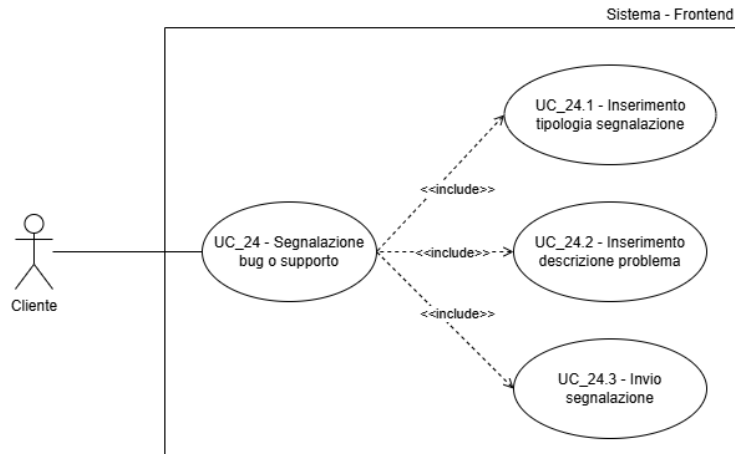 Sistema - Frontend
UC_24.1 - Inserimento
tipologia segnalazione
<<include>>
UC_24 - Segnalazione
bug o supporto
<<include>>
UC_24.2 - Inserimento
descrizione problema
Cliente
<<include>>
UC_24.3 - Invio
segnalazione